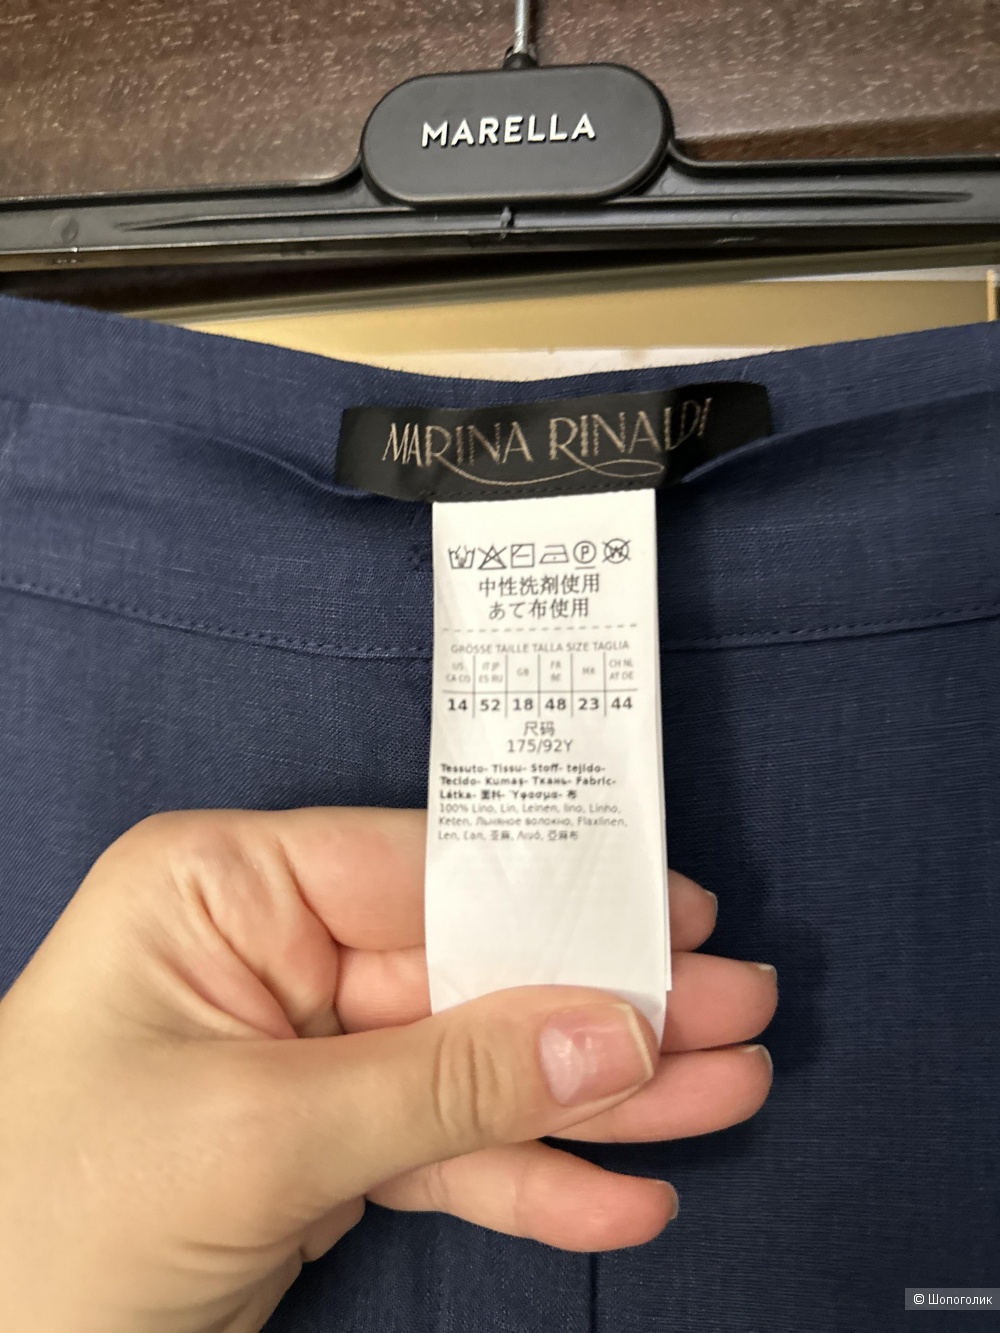 MARELLA
MARINA RINALDI
P W
中性洗剤使用
あて布使用
GRÖSSE TAILLE TALLA SIZE TAGLIA
US IT JP GB FR MX CH NL
CA CO ES RU BE AT DE
14 52 18 48 23 44
尺码
175/92Y
Tessuto- Tissu- Stoff- tejido-
Tecido- Kumaş- Ткань- Fabric-
Látka- 面料- Ύφασμα- 布
100% Lino, Lin, Leinen, lino, Linho,
Keten, Льняное волокно, Flaxlinen,
Len, Ľan, 亚麻, Λινό, 亞麻布
© Шопоголик